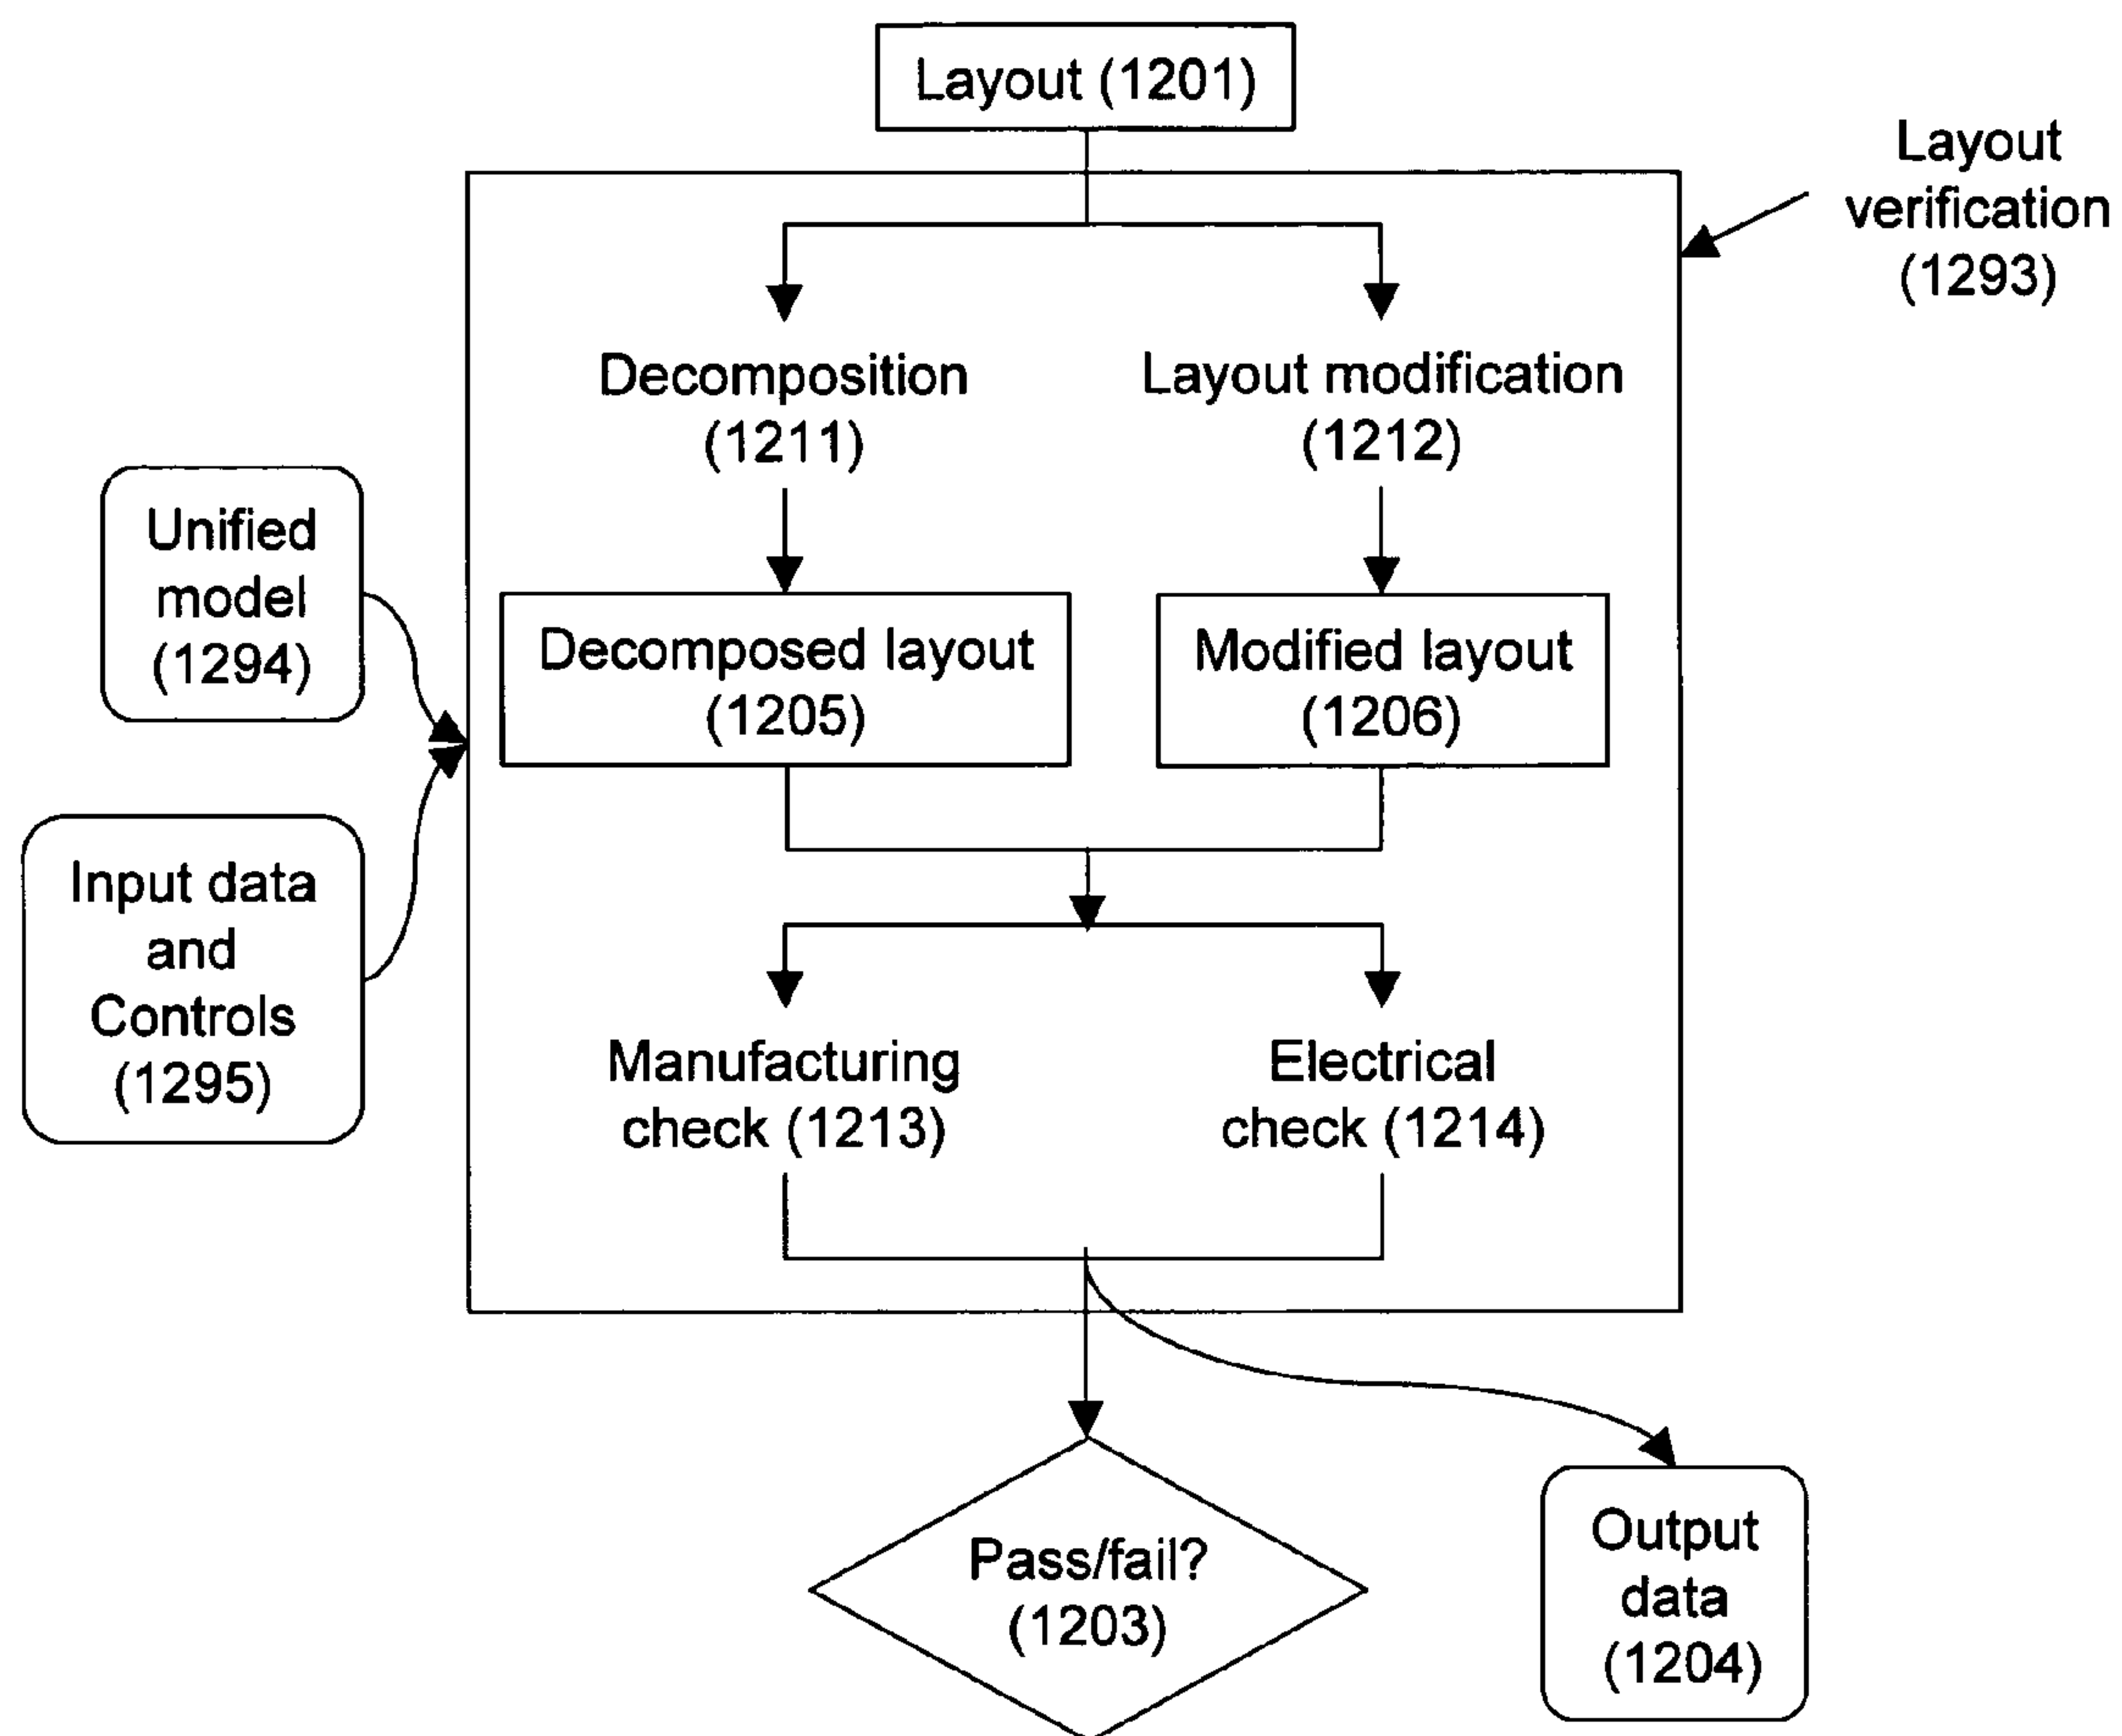 Layout (1201)
Layout
verification
(1293)
Decomposition
(1211)
Layout modification
(1212)
Unified
model
(1294)
Decomposed layout
(1205)
Modified layout
(1206)
Input data
and
Controls
(1295)
Manufacturing
check (1213)
Electrical
check (1214)
Pass/fail?
(1203)
Output
data
(1204)